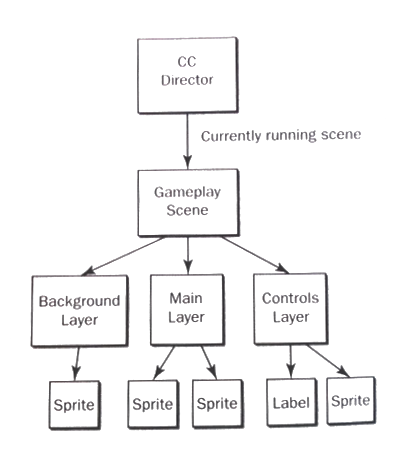 CC
Director
Currently running scene
Gameplay
Scene
Background
Layer
Main
Layer
Controls
Layer
Sprite
Sprite
Sprite
Label
Sprite